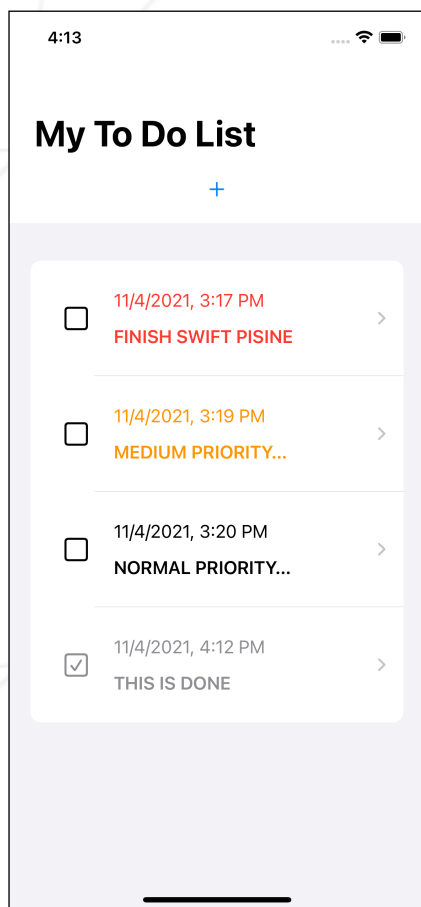 4:13
My To Do List
+
11/4/2021, 3:17 PM
FINISH SWIFT PISINE
11/4/2021, 3:19 PM
MEDIUM PRIORITY...
11/4/2021, 3:20 PM
NORMAL PRIORITY...
11/4/2021, 4:12 PM
THIS IS DONE